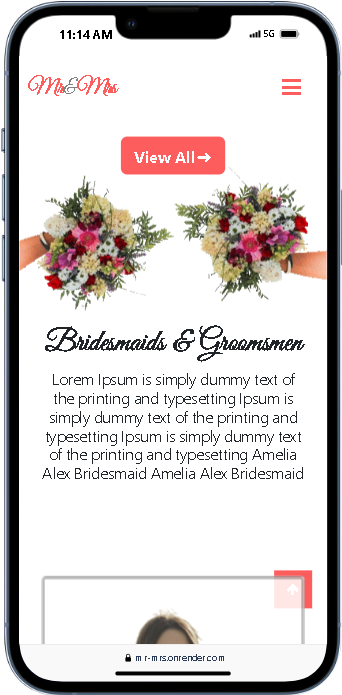 11:14 AM
5G
Mr&Mrs
View All➔
Bridesmaids & Groomsmen
Lorem Ipsum is simply dummy text of
the printing and typesetting Ipsum is
simply dummy text of the printing and
typesetting Ipsum is simply dummy text
of the printing and typesetting Amelia
Alex Bridesmaid Amelia Alex Bridesmaid
mr-mrs.onrender.com